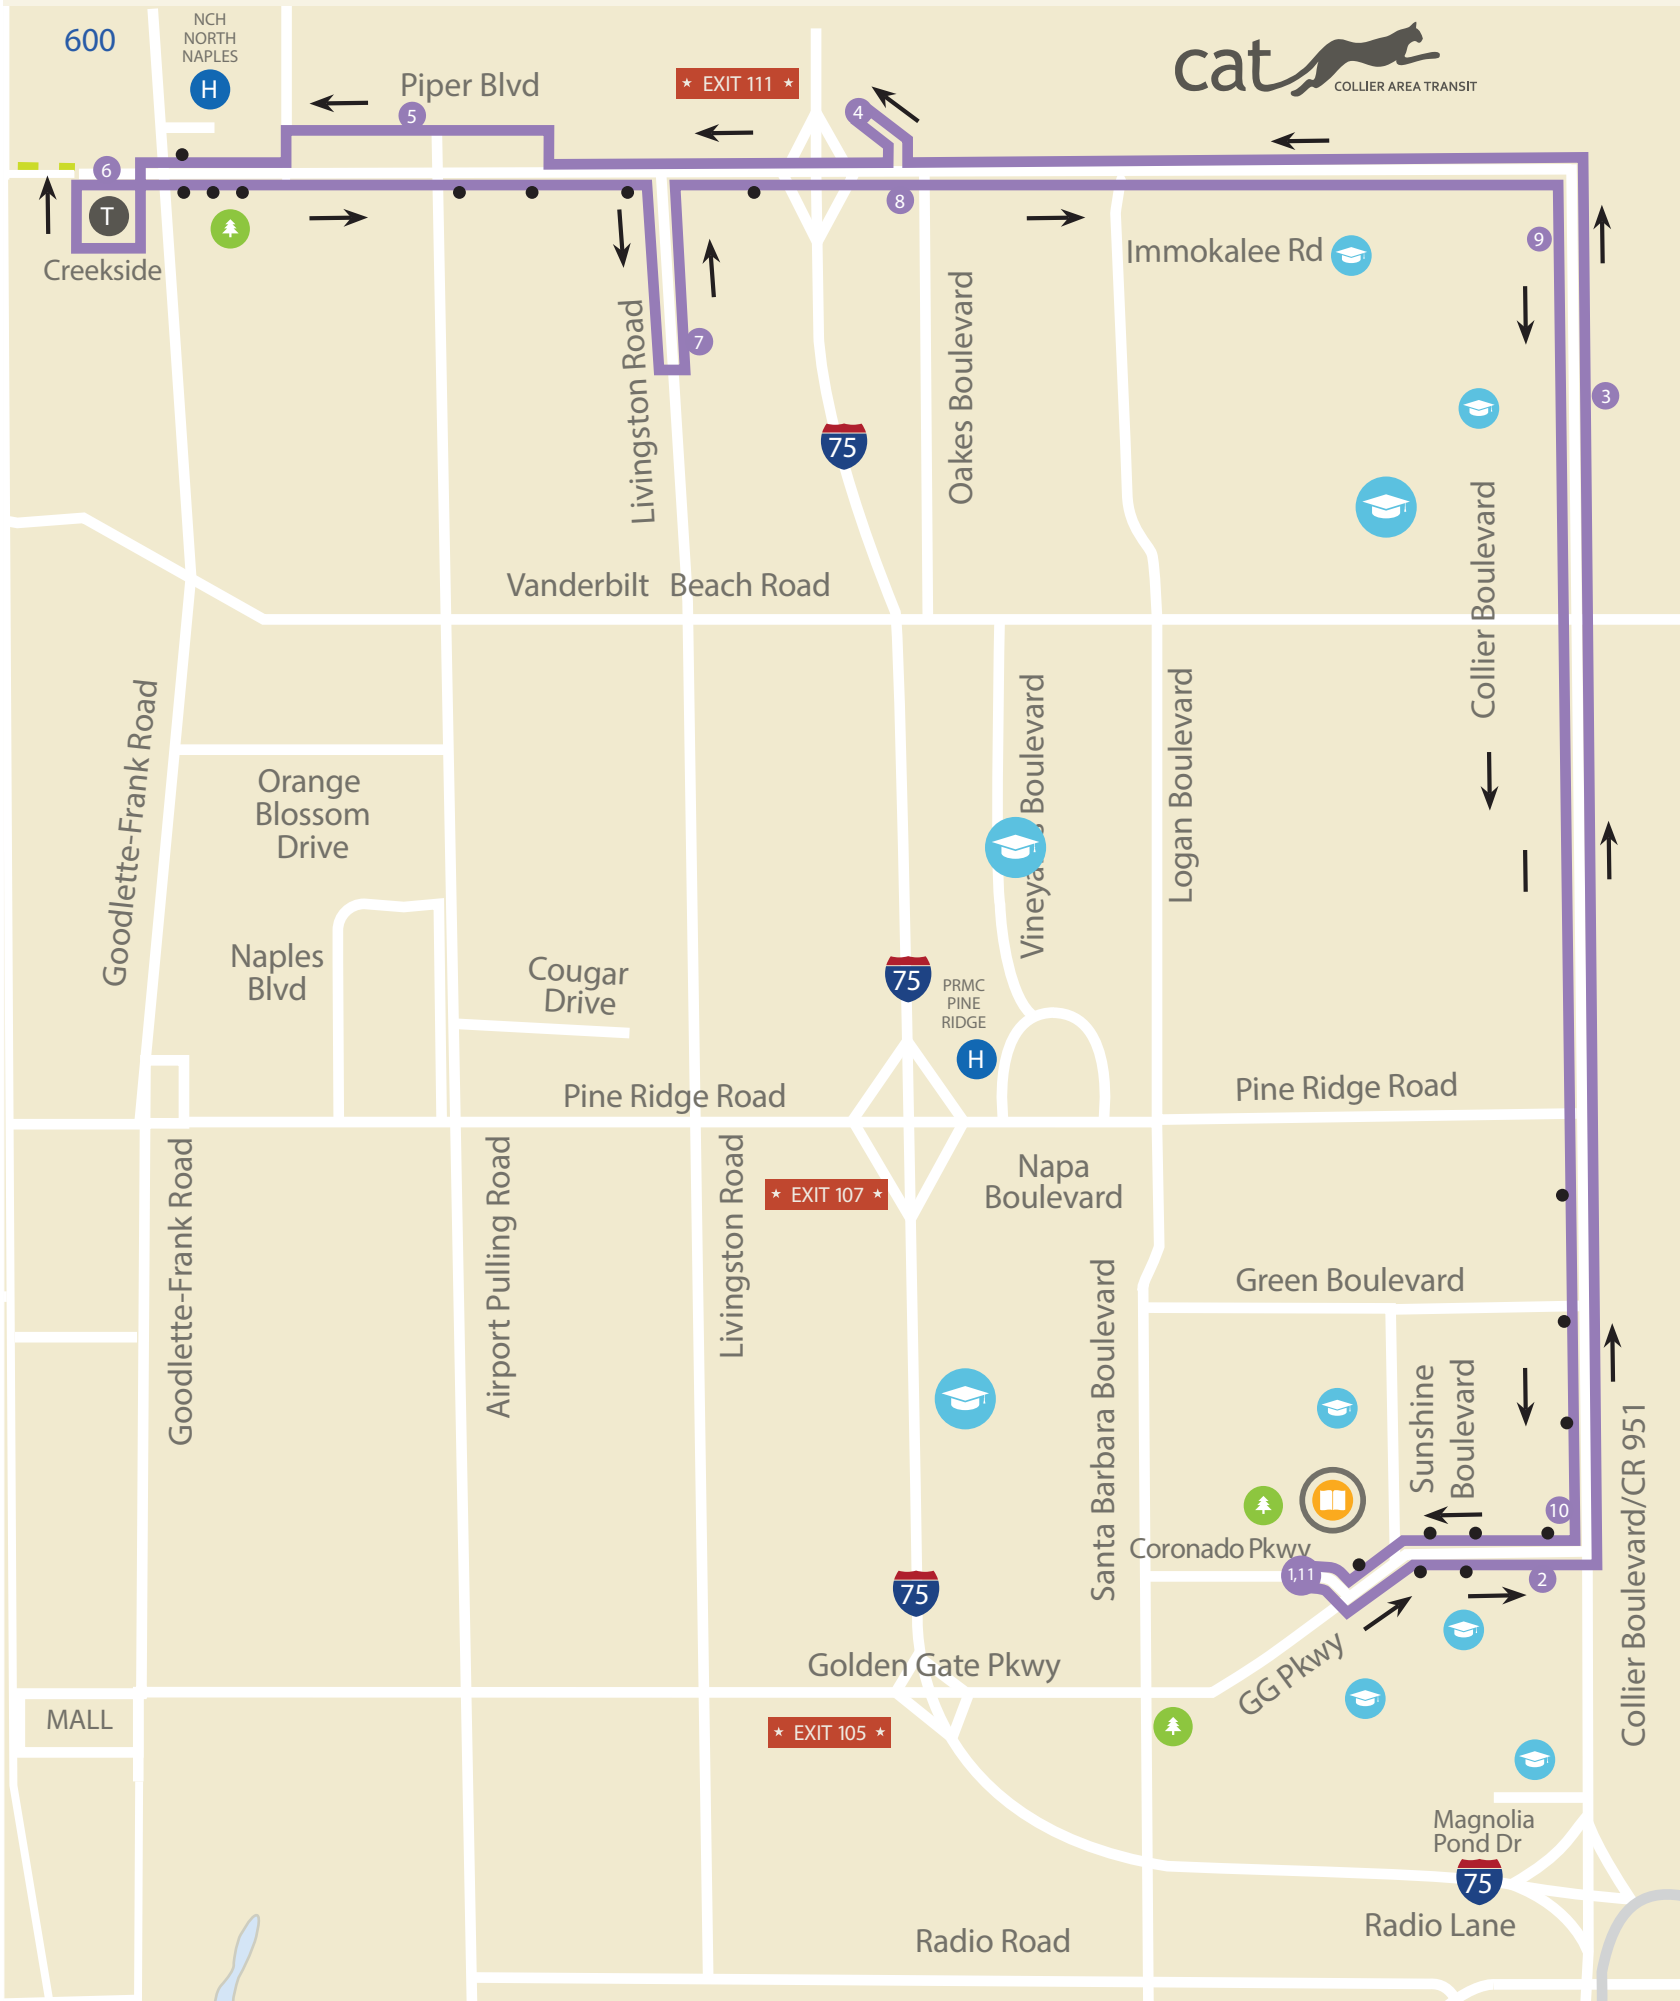 600
NCH
NORTH
NAPLES
H
Piper Blvd
5
EXIT 111
4
cat
COLLIER AREA TRANSIT
6
T
Creekside
8
Immokalee Rd
9
7
3
Livingston Road
75
Oakes Boulevard
Collier Boulevard
Vanderbilt Beach Road
Goodlette-Frank Road
Orange
Blossom
Drive
Vineya Boulevard
Logan Boulevard
Naples
Blvd
Cougar
Drive
75
PRMC
PINE
RIDGE
H
Pine Ridge Road
Pine Ridge Road
Goodlette-Frank Road
Airport Pulling Road
Livingston Road
EXIT 107
Napa
Boulevard
Santa Barbara Boulevard
Green Boulevard
Sunshine
Boulevard
Collier Boulevard/CR 951
10
Coronado Pkwy
1,11
2
75
Golden Gate Pkwy
GG Pkwy
MALL
EXIT 105
Magnolia
Pond Dr
75
Radio Lane
Radio Road